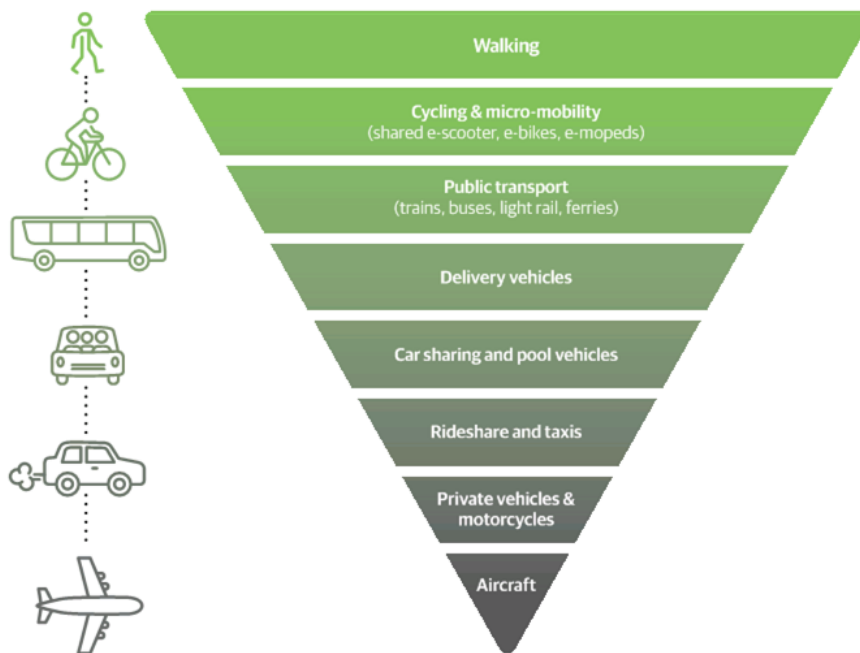 Walking
Cycling & micro-mobility
(shared e-scooter, e-bikes, e-mopeds)
Public transport
(trains, buses, light rail, ferries)
Delivery vehicles
Car sharing and pool vehicles
Rideshare and taxis
Private vehicles &
motorcycles
Aircraft